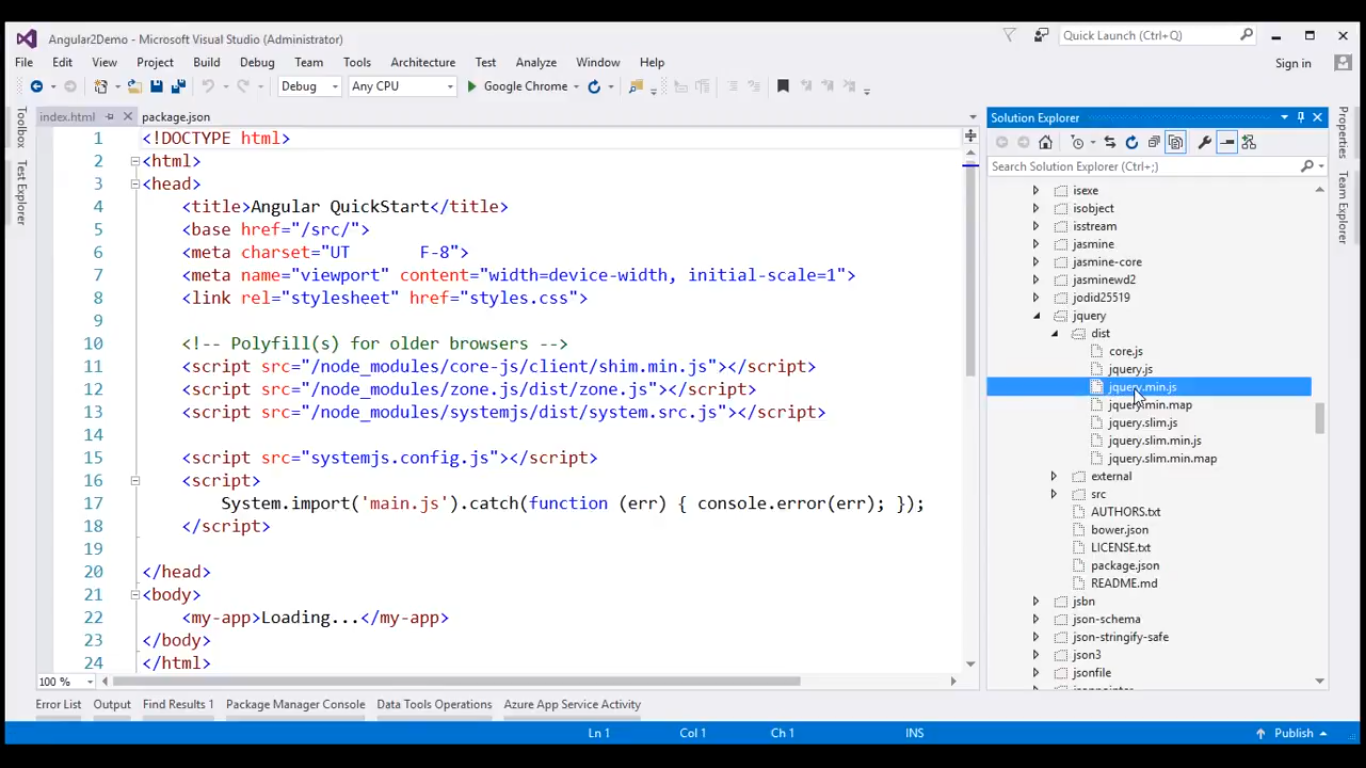 Angular2Demo - Microsoft Visual Studio (Administrator)
Quick Launch (Ctrl+Q)
File Edit View Project Build Debug Team Tools Architecture Test Analyze Window Help
Sign in
Debug Any CPU Google Chrome
Toolbox
Test Explorer
index.html package.json
1 <!DOCTYPE html>
2 <html>
3 <head>
4 <title>Angular QuickStart</title>
5 <base href="/src/">
6 <meta charset="UT F-8">
7 <meta name="viewport" content="width=device-width, initial-scale=1">
8 <link rel="stylesheet" href="styles.css">
9
10 <!-- Polyfill(s) for older browsers -->
11 <script src="/node_modules/core-js/client/shim.min.js"></script>
12 <script src="/node_modules/zone.js/dist/zone.js"></script>
13 <script src="/node_modules/systemjs/dist/system.src.js"></script>
14
15 <script src="systemjs.config.js"></script>
16 <script>
17 System.import('main.js').catch(function (err) { console.error(err); });
18 </script>
19
20 </head>
21 <body>
22 <my-app>Loading...</my-app>
23 </body>
24 </html>
100 %
Solution Explorer
Search Solution Explorer (Ctrl+;)
isexe
isobject
isstream
jasmine
jasmine-core
jasminewd2
jodid25519
jquery
dist
core.js
jquery.js
jquery.min.js
jquery.min.map
jquery.slim.js
jquery.slim.min.js
jquery.slim.min.map
external
src
AUTHORS.txt
bower.json
LICENSE.txt
package.json
README.md
jsbn
json-schema
json-stringify-safe
json3
jsonfile
Properties
Team Explorer
Error List Output Find Results 1 Package Manager Console Data Tools Operations Azure App Service Activity
Ln 1 Col 1 Ch 1 INS Publish